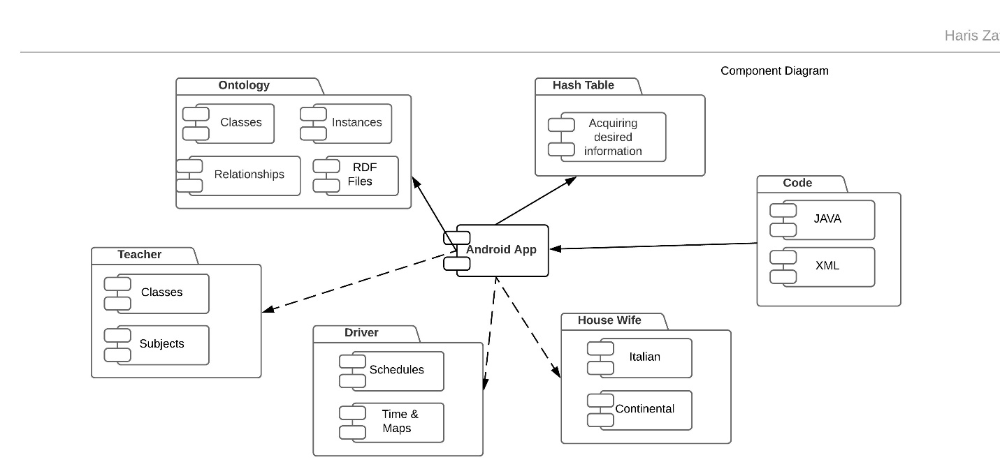 Haris
Component Diagram
Ontology
Classes
Instances
Relationships
RDF
Files
Hash Table
Acquiring
desired
information
Code
JAVA
XML
Android App
Teacher
Classes
Subjects
Driver
Schedules
Time &
Maps
House Wife
Italian
Continental